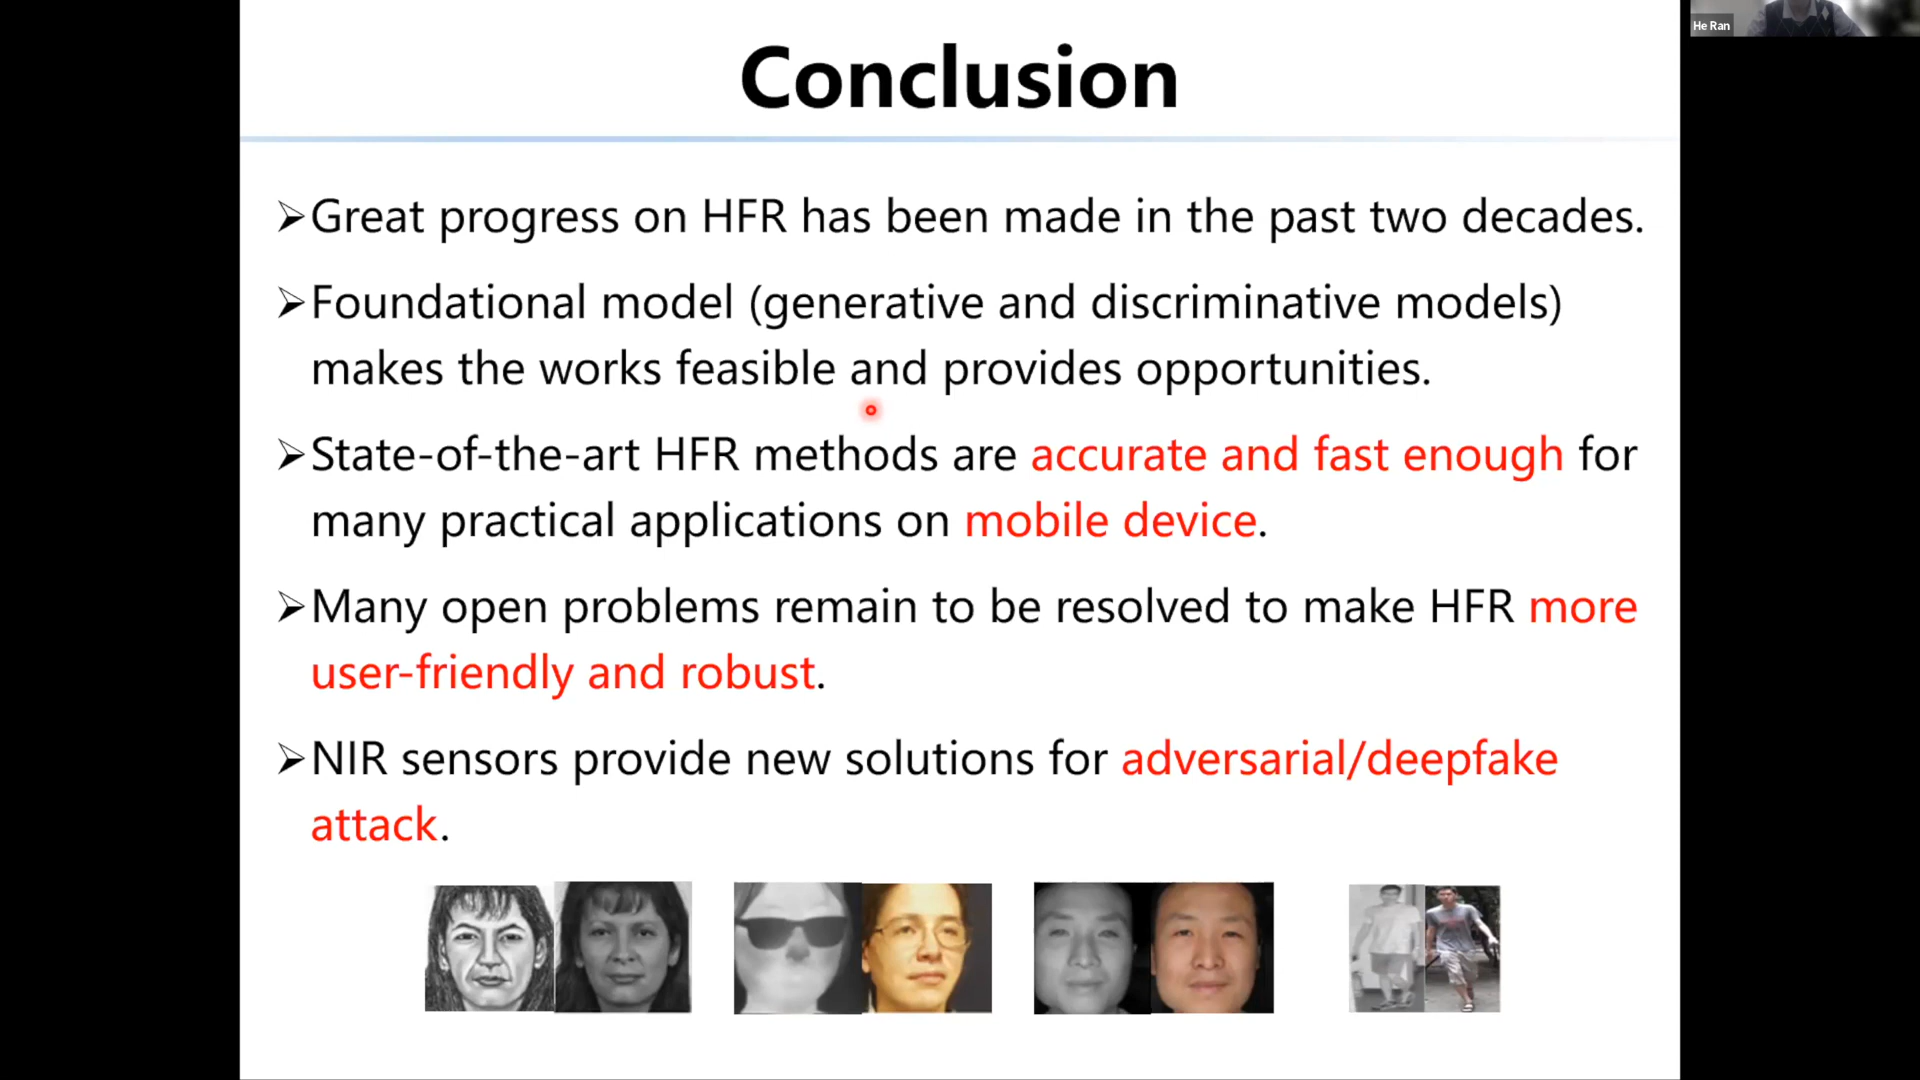 He Ran
Conclusion
➢Great progress on HFR has been made in the past two decades.
➢Foundational model (generative and discriminative models)
makes the works feasible and provides opportunities.
➢State-of-the-art HFR methods are accurate and fast enough for
many practical applications on mobile device.
➢Many open problems remain to be resolved to make HFR more
user-friendly and robust.
➢NIR sensors provide new solutions for adversarial/deepfake
attack.